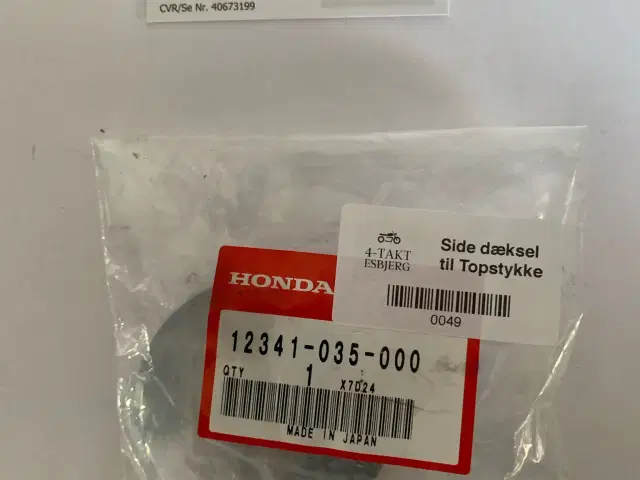 CVR/Se Nr. 40673199
4-TAKT
ESBJERG
Side dæksel
til Topstykke
0049
HONDA
12341-035-000
QTY 1 X7D24
MADE IN JAPAN